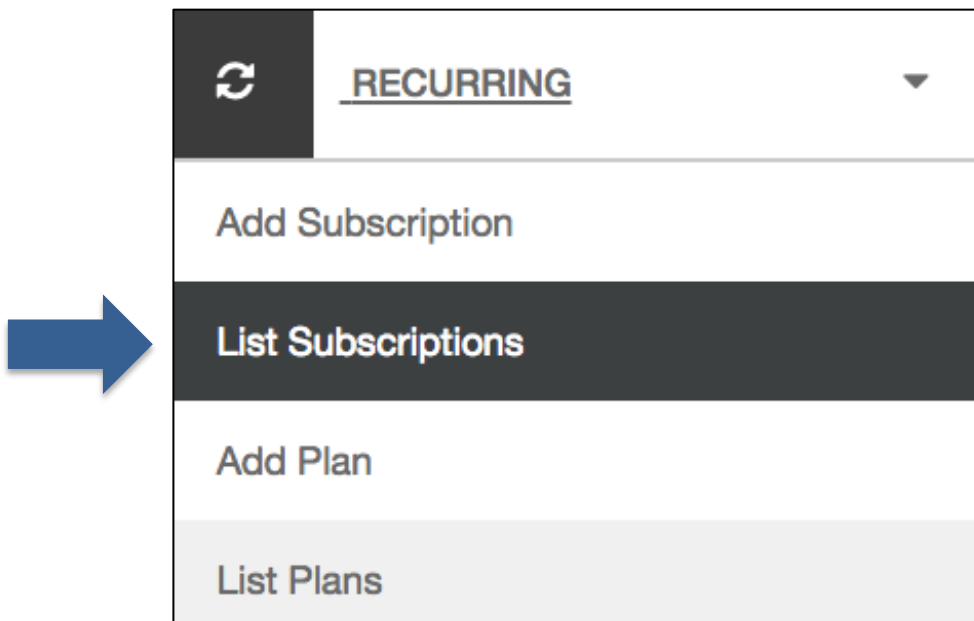 RECURRING
Add Subscription
List Subscriptions
Add Plan
List Plans